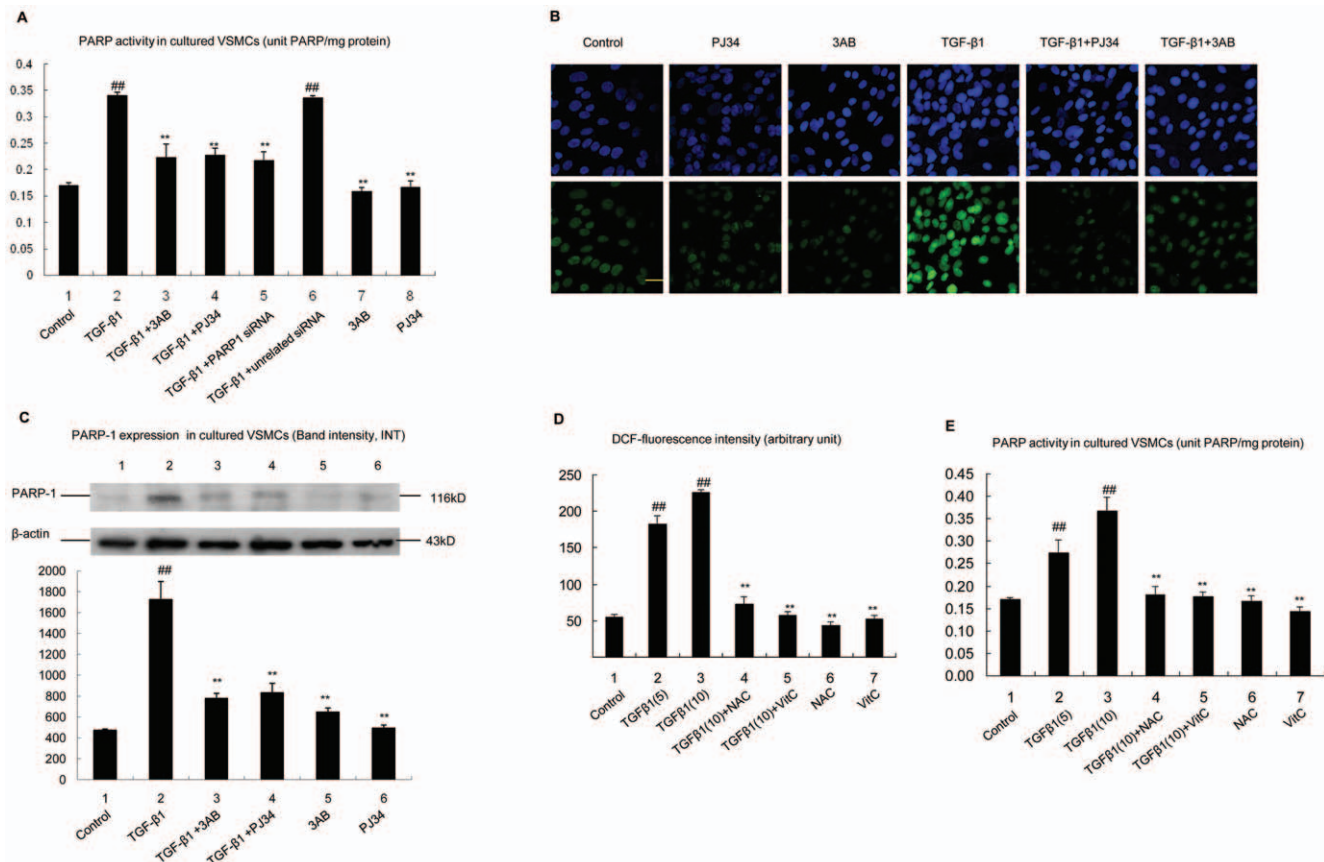 A
PARP activity in cultured VSMCs (unit PARP/mg protein)
0.4
0.35
0.3
0.25
0.2
0.15
0.1
0.05
0
##
**
**
**
##
**
**
1 2 3 4 5 6 7 8
Control
TGF-β1
TGF-β1 +3AB
TGF-β1 +PJ34
TGF-β1 +PARP1 siRNA
TGF-β1 +unrelated siRNA
3AB
PJ34
B
Control PJ34 3AB TGF-β1 TGF-β1+PJ34 TGF-β1+3AB
C
PARP-1 expression in cultured VSMCs (Band intensity, INT)
1 2 3 4 5 6
PARP-1 116kD
β-actin 43kD
2000
1800
1600
1400
1200
1000
800
600
400
200
0
##
**
**
**
**
1 2 3 4 5 6
Control
TGF-β1
TGF-β1 +3AB
TGF-β1 +PJ34
3AB
PJ34
D
DCF-fluorescence intensity (arbitrary unit)
250
200
150
100
50
##
##
**
**
**
**
1 2 3 4 5 6 7
Control
TGFβ1(5)
TGFβ1(10)
TGFβ1(10)+NAC
TGFβ1(10)+VitC
NAC
VitC
E
PARP activity in cultured VSMCs (unit PARP/mg protein)
0.45
0.40
0.35
0.30
0.25
0.20
0.15
0.10
0.05
0.00
##
##
**
**
**
**
1 2 3 4 5 6 7
Control
TGFβ1(5)
TGFβ1(10)
TGFβ1(10)+NAC
TGFβ1(10)+VitC
NAC
VitC